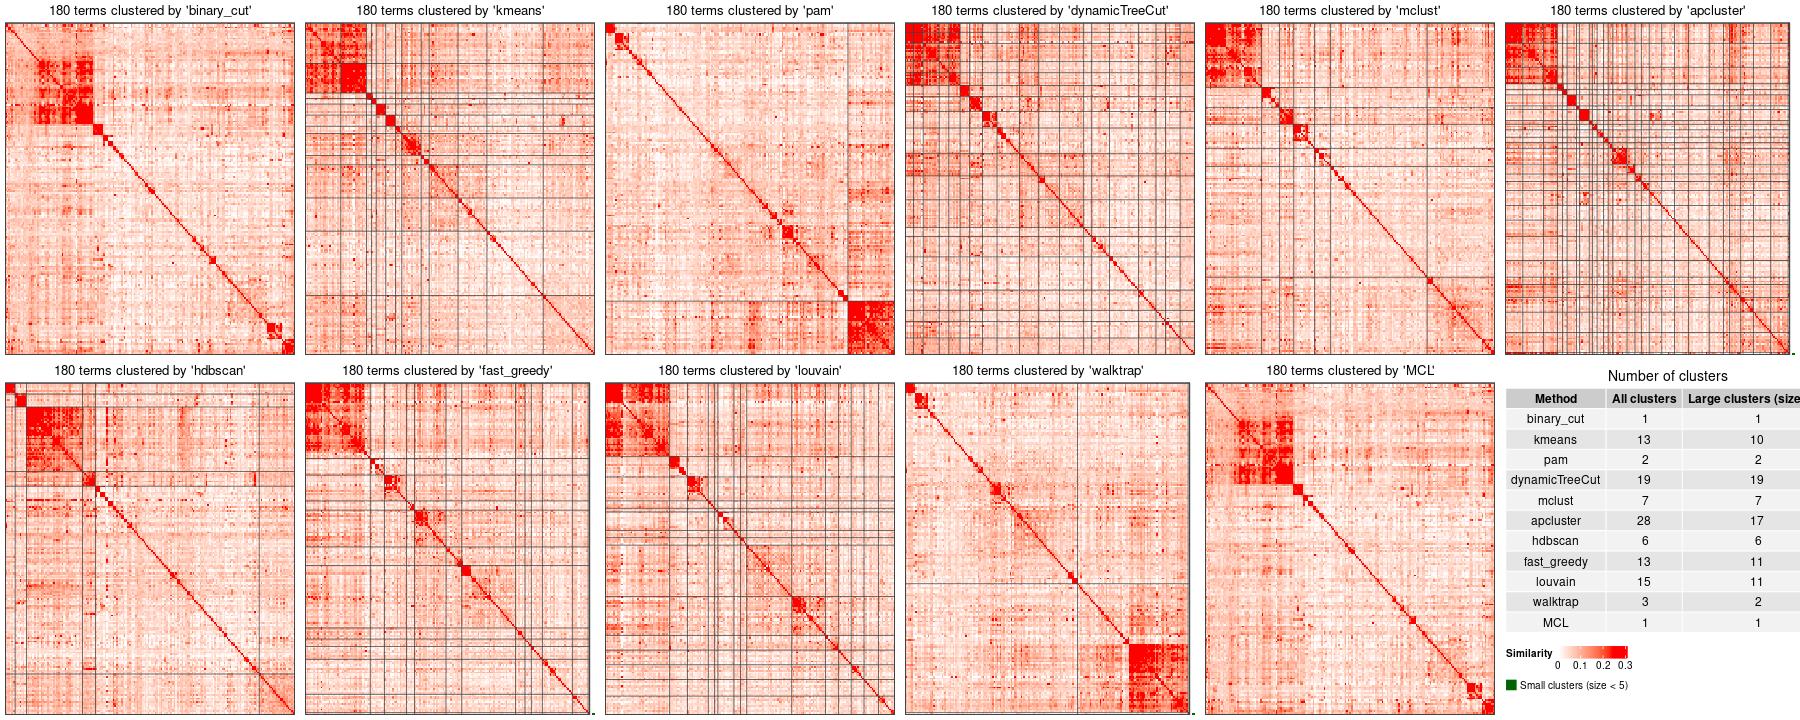 180 terms clustered by 'binary_cut'
180 terms clustered by 'kmeans'
180 terms clustered by 'pam'
180 terms clustered by 'dynamicTreeCut'
180 terms clustered by 'mclust'
180 terms clustered by 'apcluster'
180 terms clustered by 'hdbscan'
180 terms clustered by 'fast_greedy'
180 terms clustered by 'louvain'
180 terms clustered by 'walktrap'
180 terms clustered by 'MCL'
Number of clusters
Method All clusters Large clusters (size
binary_cut 1 1
kmeans 13 10
pam 2 2
dynamicTreeCut 19 19
mclust 7 7
apcluster 28 17
hdbscan 6 6
fast_greedy 13 11
louvain 15 11
walktrap 3 2
MCL 1 1
Similarity
0 0.1 0.2 0.3
Small clusters (size < 5)